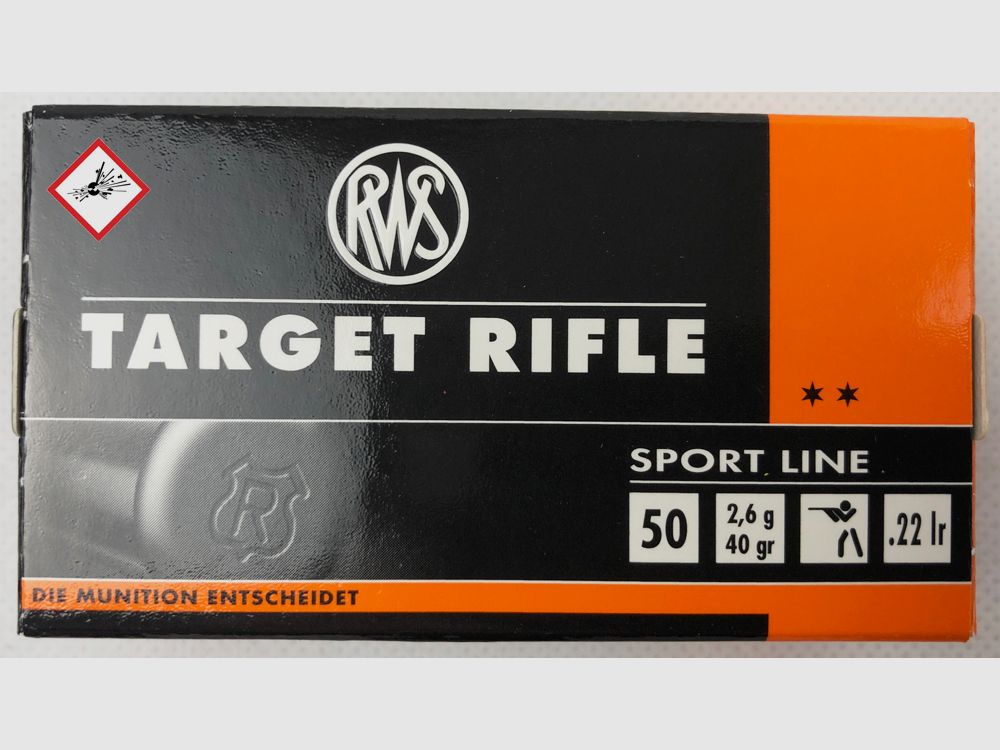 RWS
TARGET RIFLE
SPORT LINE
50
2,6 g
40 gr
.22 lr
R
DIE MUNITION ENTSCHEIDET